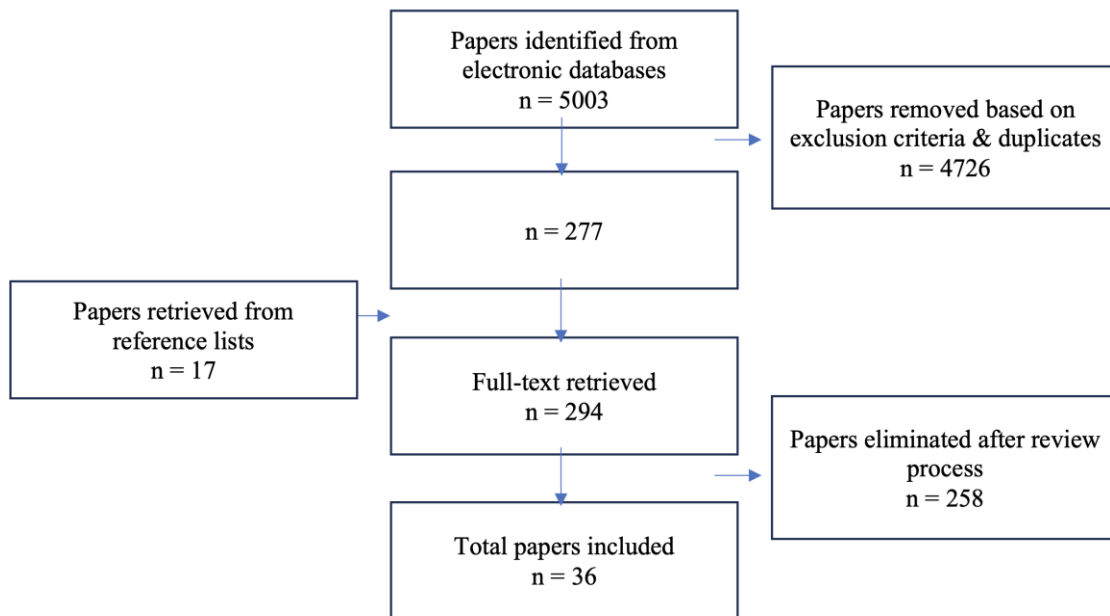 Papers identified from
electronic databases
n = 5003
Papers removed based on
exclusion criteria & duplicates
n = 4726
n = 277
Papers retrieved from
reference lists
n = 17
Full-text retrieved
n = 294
Papers eliminated after review
process
n = 258
Total papers included
n = 36